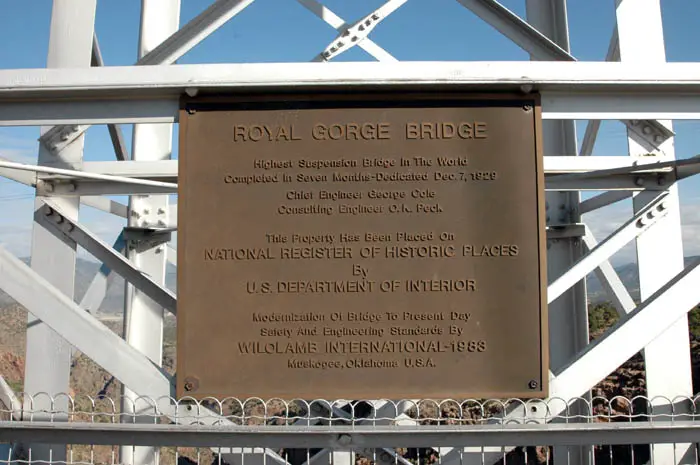 ROYAL GORGE BRIDGE
Highest Suspension Bridge In The World
Completed In Seven Months-Dedicated Dec. 7, 1929
Chief Engineer George Cole
Consulting Engineer O.K. Peck
This Property Has Been Placed On
NATIONAL REGISTER OF HISTORIC PLACES
By
U.S. DEPARTMENT OF INTERIOR
Modernization Of Bridge To Present Day
Safety And Engineering Standards By
WILOLAMB INTERNATIONAL-1983
Muskogee, Oklahoma U.S.A.